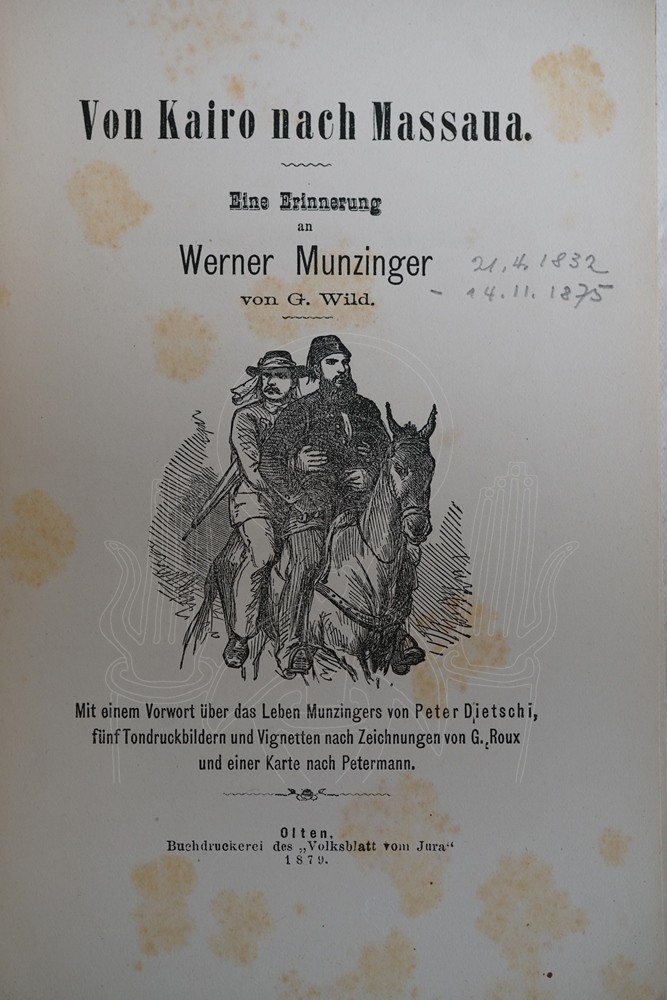 Von Kairo nach Massaua.
Eine Erinnerung
an
Werner Munzinger
21.4.1832
von G. Wild.
- 14.11.1875
Mit einem Vorwort über das Leben Munzingers von Peter Dietschi,
fünf Tondruckbildern und Vignetten nach Zeichnungen von G. Roux
und einer Karte nach Petermann.
Olten.
Buchdruckerei des „Volksblatt vom Jura“
1879.